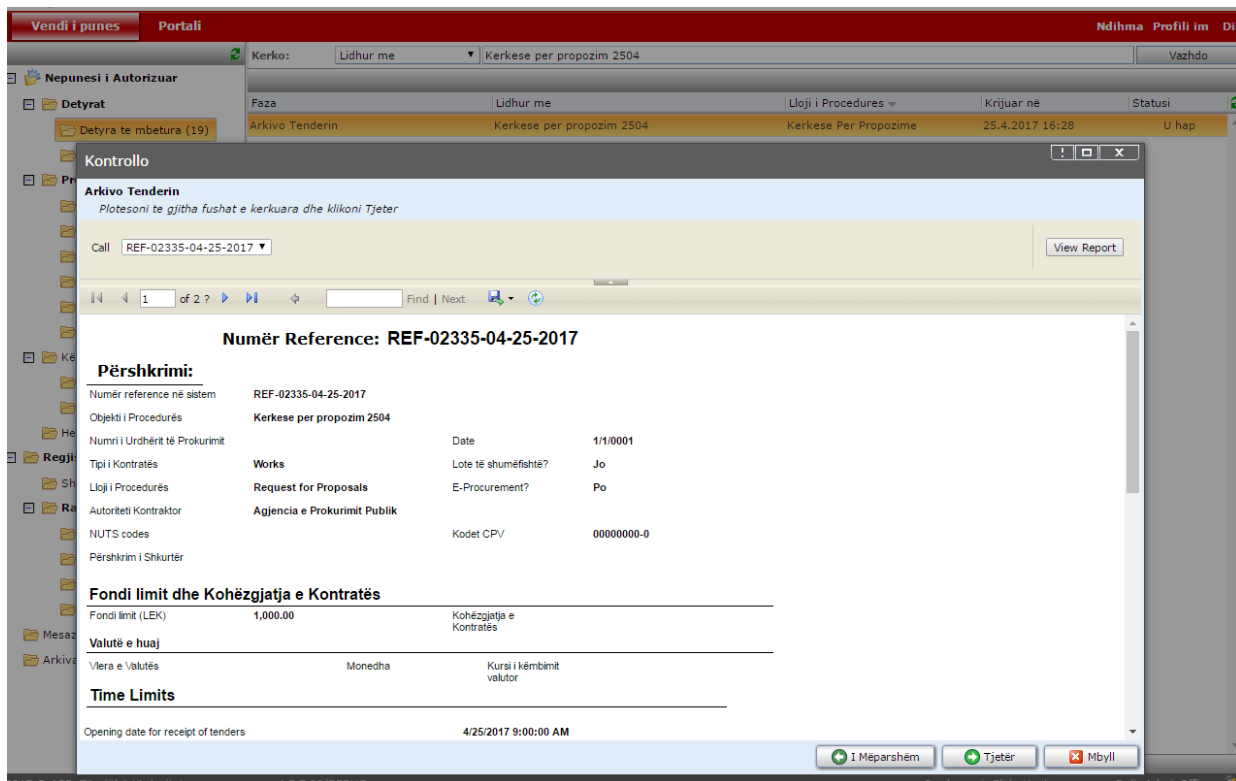 Vendi i punes Portali Ndihma Profili im
Kerko: Lidhur me Kerkese per propozim 2504 Vazhdo
Nepunesi i Autorizuar
Detyrat
Faza Lidhur me Lloji i Procedures Krijuar në Statusi
Detyra te mbetura (19)
Arkivo Tenderin Kerkese per propozim 2504 Kerkese Per Propozime 25.4.2017 16:28 U hap
Kontrollo
Arkivo Tenderin
Plotesoni te gjitha fushat e kerkuara dhe klikoni Tjeter
Call REF-02335-04-25-2017 View Report
1 of 2 ? Find | Next
Numër Reference: REF-02335-04-25-2017
Përshkrimi:
Numër reference në sistem REF-02335-04-25-2017
Objekti i Procedurës Kerkese per propozim 2504
Numri i Urdhërit të Prokurimit Date 1/1/0001
Tipi i Kontratës Works Lote të shumëfishtë? Jo
Lloji i Procedurës Request for Proposals E-Procurement? Po
Autoriteti Kontraktor Agjencia e Prokurimit Publik
NUTS codes Kodet CPV 00000000-0
Përshkrim i Shkurtër
Fondi limit dhe Kohëzgjatja e Kontratës
Fondi limit (LEK) 1,000.00 Kohëzgjatja e
Kontratës
Valutë e huaj
Vlera e Valutës Monedha Kursi i këmbimit
valutor
Time Limits
Opening date for receipt of tenders 4/25/2017 9:00:00 AM
I Mëparshëm Tjetër Mbyll